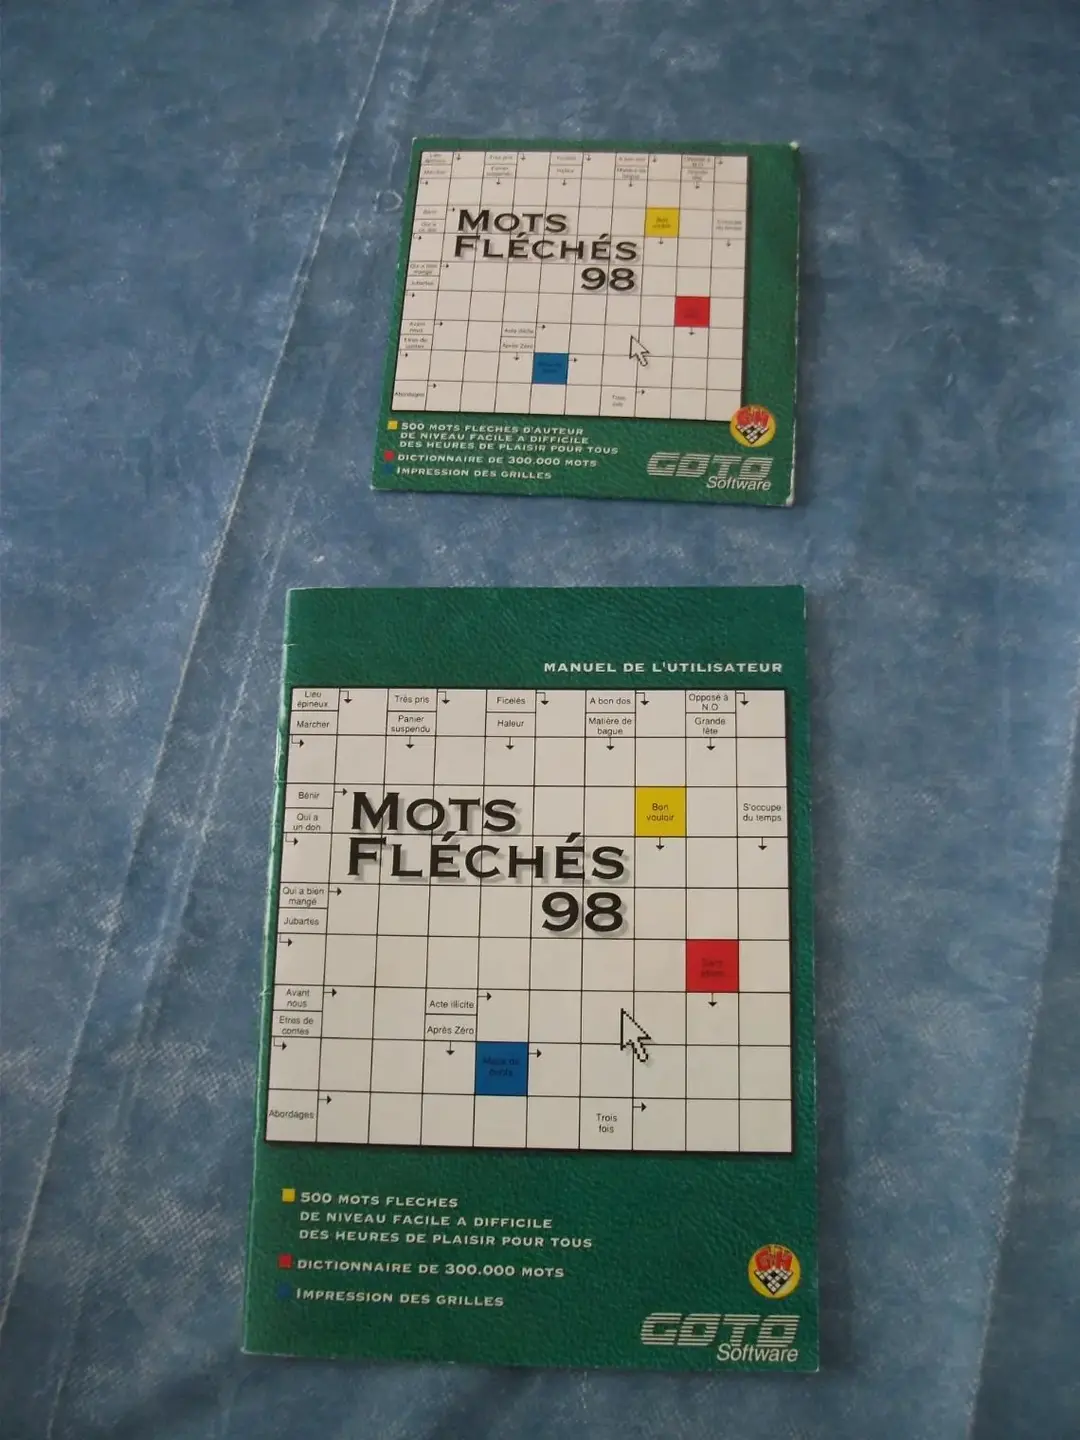 Mots
Fléchés
98
500 mots fleches d'auteur
de niveau facile a difficile
des heures de plaisir pour tous
Dictionnaire de 300.000 mots
Impression des grilles
GOTO
Software
Manuel de l'utilisateur
Lieu
épineux
Marcher
Très pris
Panier
suspendu
Ficelés
Haleur
A bon dos
Matière de
bague
Opposé à
N.O
Grande
fête
Bénir
Qui a
un don
Mots
Fléchés
98
Bon
vouloir
S'occupe
du temps
Qui a bien
mangé
Jubartes
Avant
nous
Etres de
contes
Acte illicite
Après Zéro
Abordages
Trois
fois
500 mots fleches
de niveau facile a difficile
des heures de plaisir pour tous
Dictionnaire de 300.000 mots
Impression des grilles
GOTO
Software